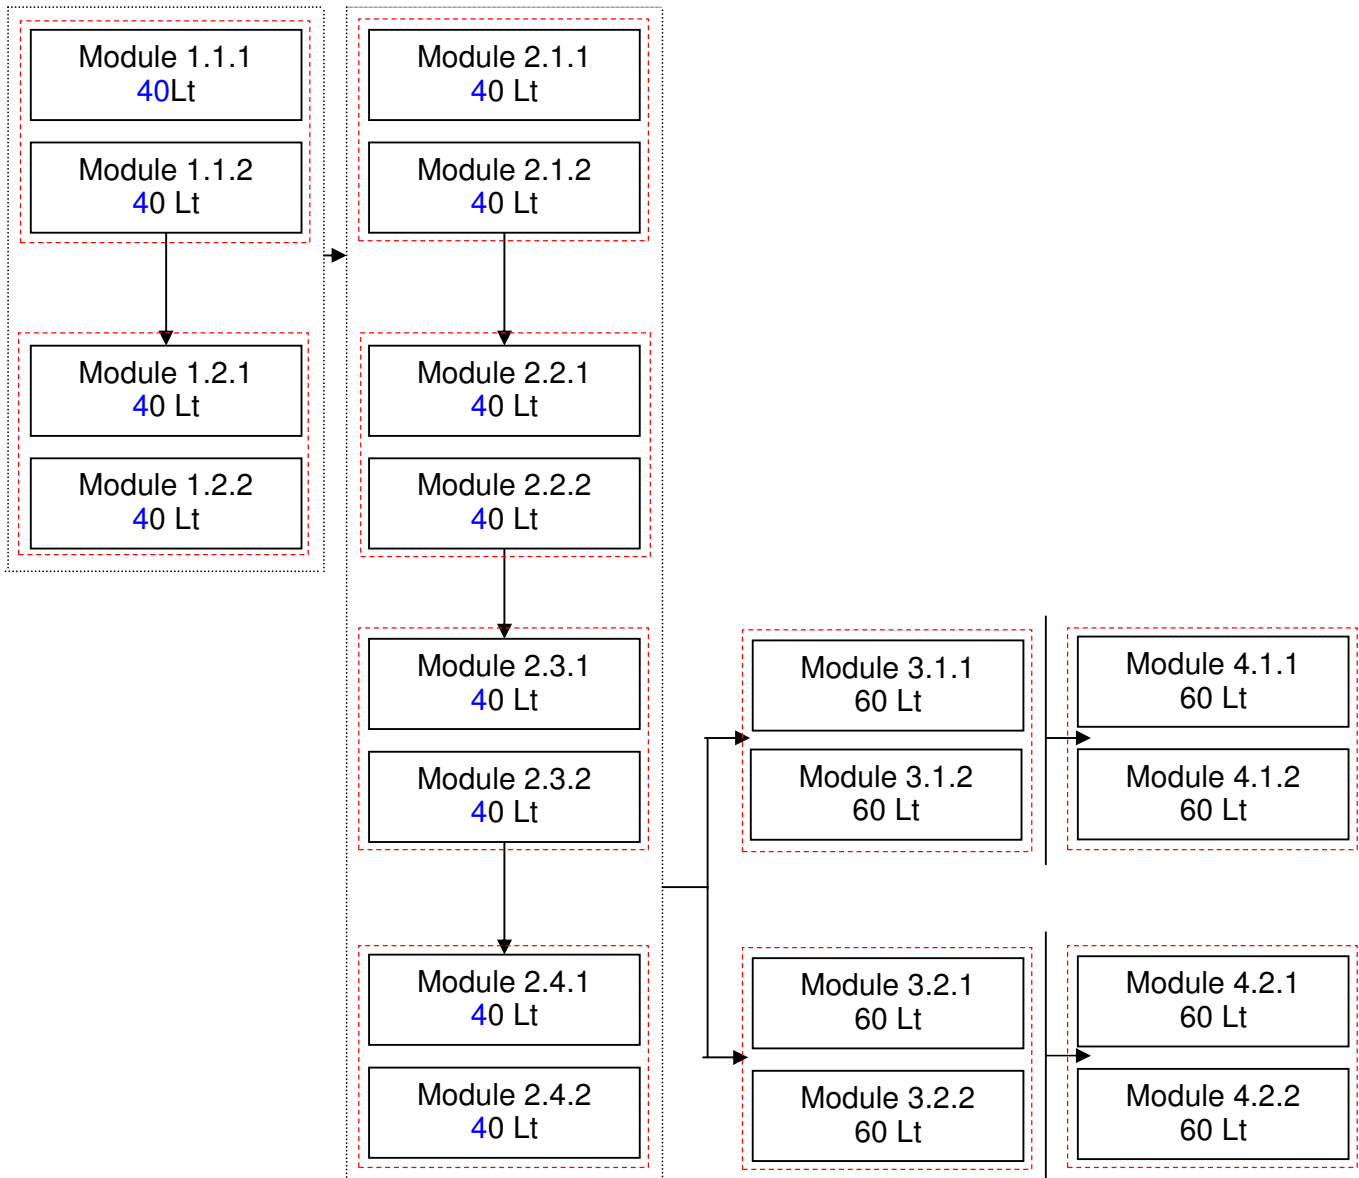 Module 1.1.1
40Lt
Module 1.1.2
40 Lt
Module 1.2.1
40 Lt
Module 1.2.2
40 Lt
Module 2.1.1
40 Lt
Module 2.1.2
40 Lt
Module 2.2.1
40 Lt
Module 2.2.2
40 Lt
Module 2.3.1
40 Lt
Module 2.3.2
40 Lt
Module 2.4.1
40 Lt
Module 2.4.2
40 Lt
Module 3.1.1
60 Lt
Module 3.1.2
60 Lt
Module 3.2.1
60 Lt
Module 3.2.2
60 Lt
Module 4.1.1
60 Lt
Module 4.1.2
60 Lt
Module 4.2.1
60 Lt
Module 4.2.2
60 Lt